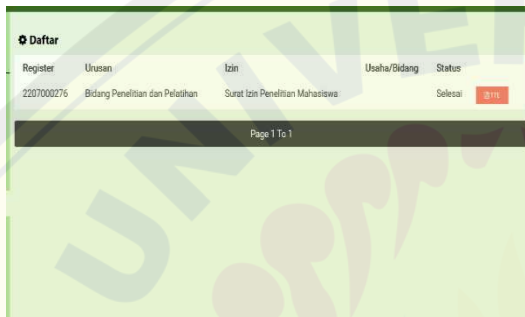 Daftar
Register Urusan Izin Usaha/Bidang Status
2207000276 Bidang Penelitian dan Pelatihan Surat Izin Penelitian Mahasiswa Selesai
Page 1 To 1
UNIVE